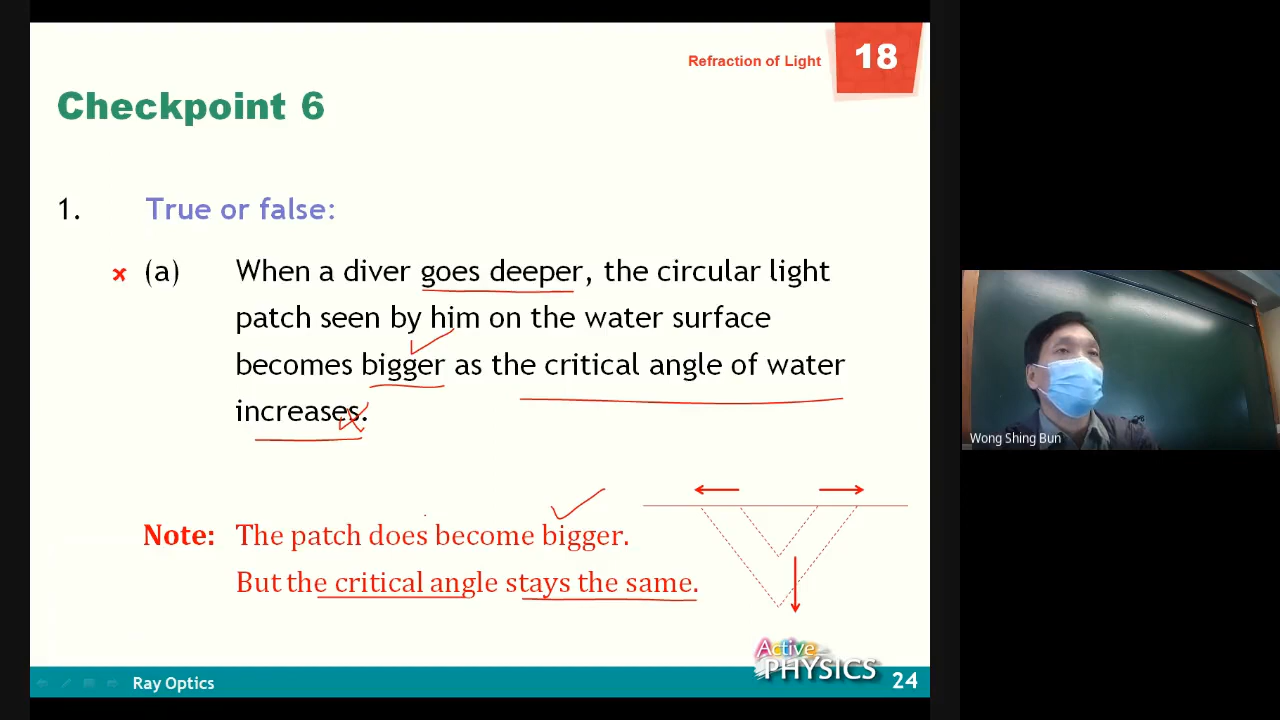 Refraction of Light
18
Checkpoint 6
1. True or false:
x (a) When a diver goes deeper, the circular light
patch seen by him on the water surface
becomes bigger as the critical angle of water
increases.
Note: The patch does become bigger.
But the critical angle stays the same.
Wong Shing Bun
Active
PHYSICS
Ray Optics
24